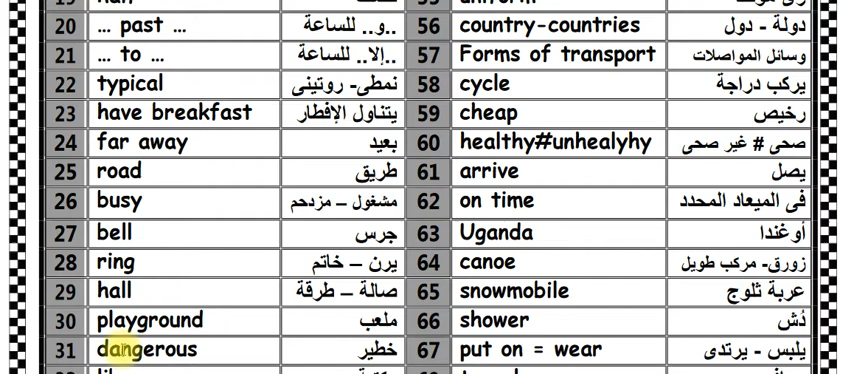 20 ... past ... ..و.. للساعة 56 country-countries دولة - دول
21 ... to ... ..إلا.. للساعة 57 Forms of transport وسائل المواصلات
22 typical نمطى- روتينى 58 cycle يركب دراجة
23 have breakfast يتناول الإفطار 59 cheap رخيص
24 far away بعيد 60 healthy#unhealyhy صحى # غير صحى
25 road طريق 61 arrive يصل
26 busy مشغول – مزدحم 62 on time فى الميعاد المحدد
27 bell جرس 63 Uganda أوغندا
28 ring يرن – خاتم 64 canoe زورق- مركب طويل
29 hall صالة – طرقة 65 snowmobile عربة ثلوج
30 playground ملعب 66 shower دُش
31 dangerous خطير 67 put on = wear يلبس - يرتدى